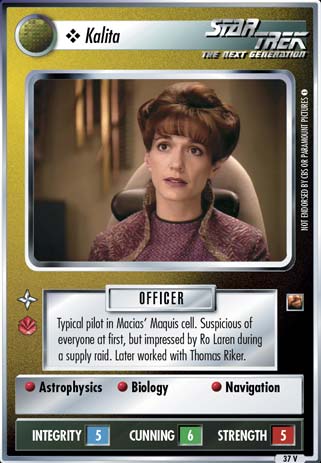 ❖ Kalita
STAR TREK
THE NEXT GENERATION
NOT ENDORSED BY CBS OR PARAMOUNT PICTURES
OFFICER
Typical pilot in Macias' Maquis cell. Suspicious of
everyone at first, but impressed by Ro Laren during
a supply raid. Later worked with Thomas Riker.
Astrophysics Biology Navigation
INTEGRITY 5 CUNNING 6 STRENGTH 5
37 V